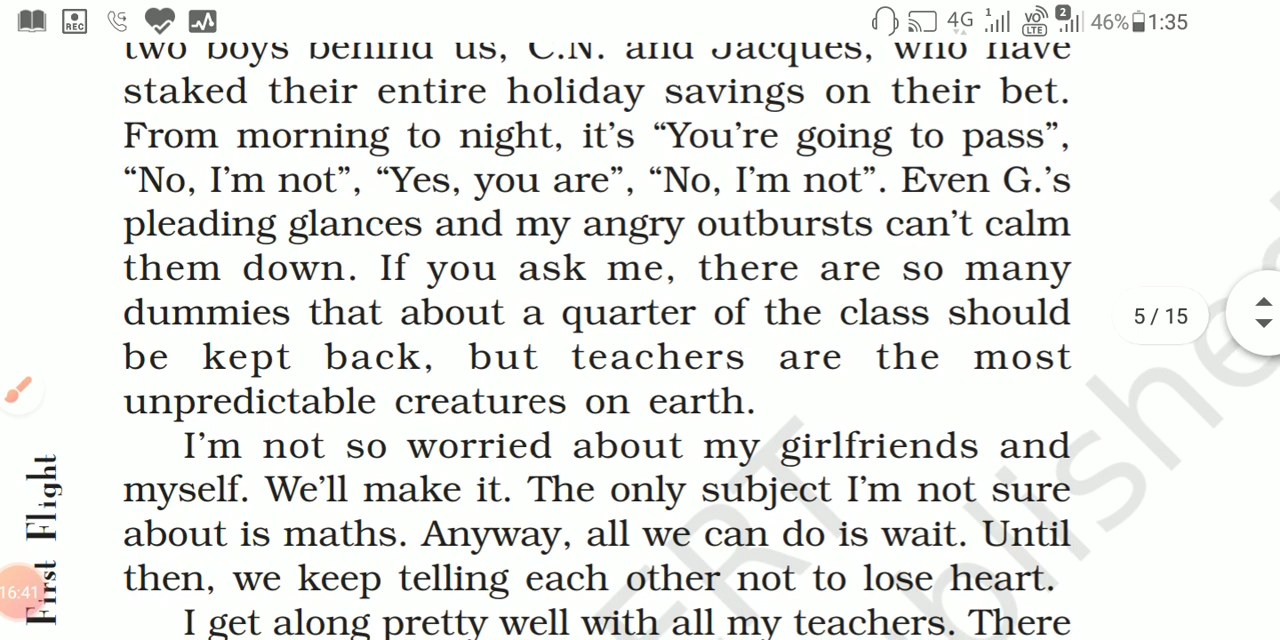 REC
4G
1
VO
LTE
2
46%
1:35
two boys behind us, C.N. and Jacques, who have
staked their entire holiday savings on their bet.
From morning to night, it's “You're going to pass”,
“No, I'm not”, “Yes, you are”, “No, I'm not”. Even G.'s
pleading glances and my angry outbursts can't calm
them down. If you ask me, there are so many
dummies that about a quarter of the class should
be kept back, but teachers are the most
unpredictable creatures on earth.
I'm not so worried about my girlfriends and
myself. We'll make it. The only subject I'm not sure
about is maths. Anyway, all we can do is wait. Until
then, we keep telling each other not to lose heart.
I get along pretty well with all my teachers. There
5 / 15
First Flight
16:41